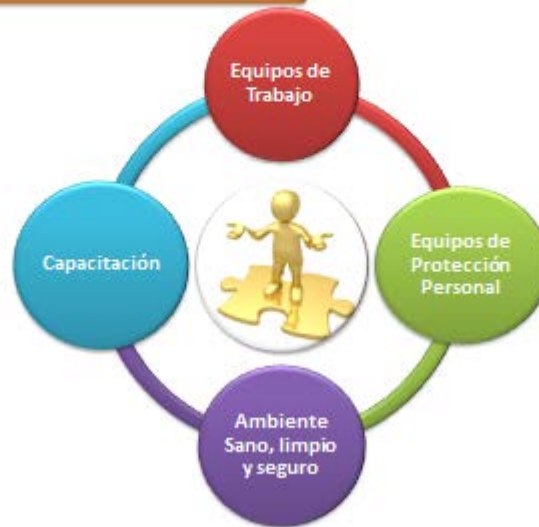 Equipos de
Trabajo
Equipos de
Protección
Personal
Ambiente
Sano, limpio
y seguro
Capacitación